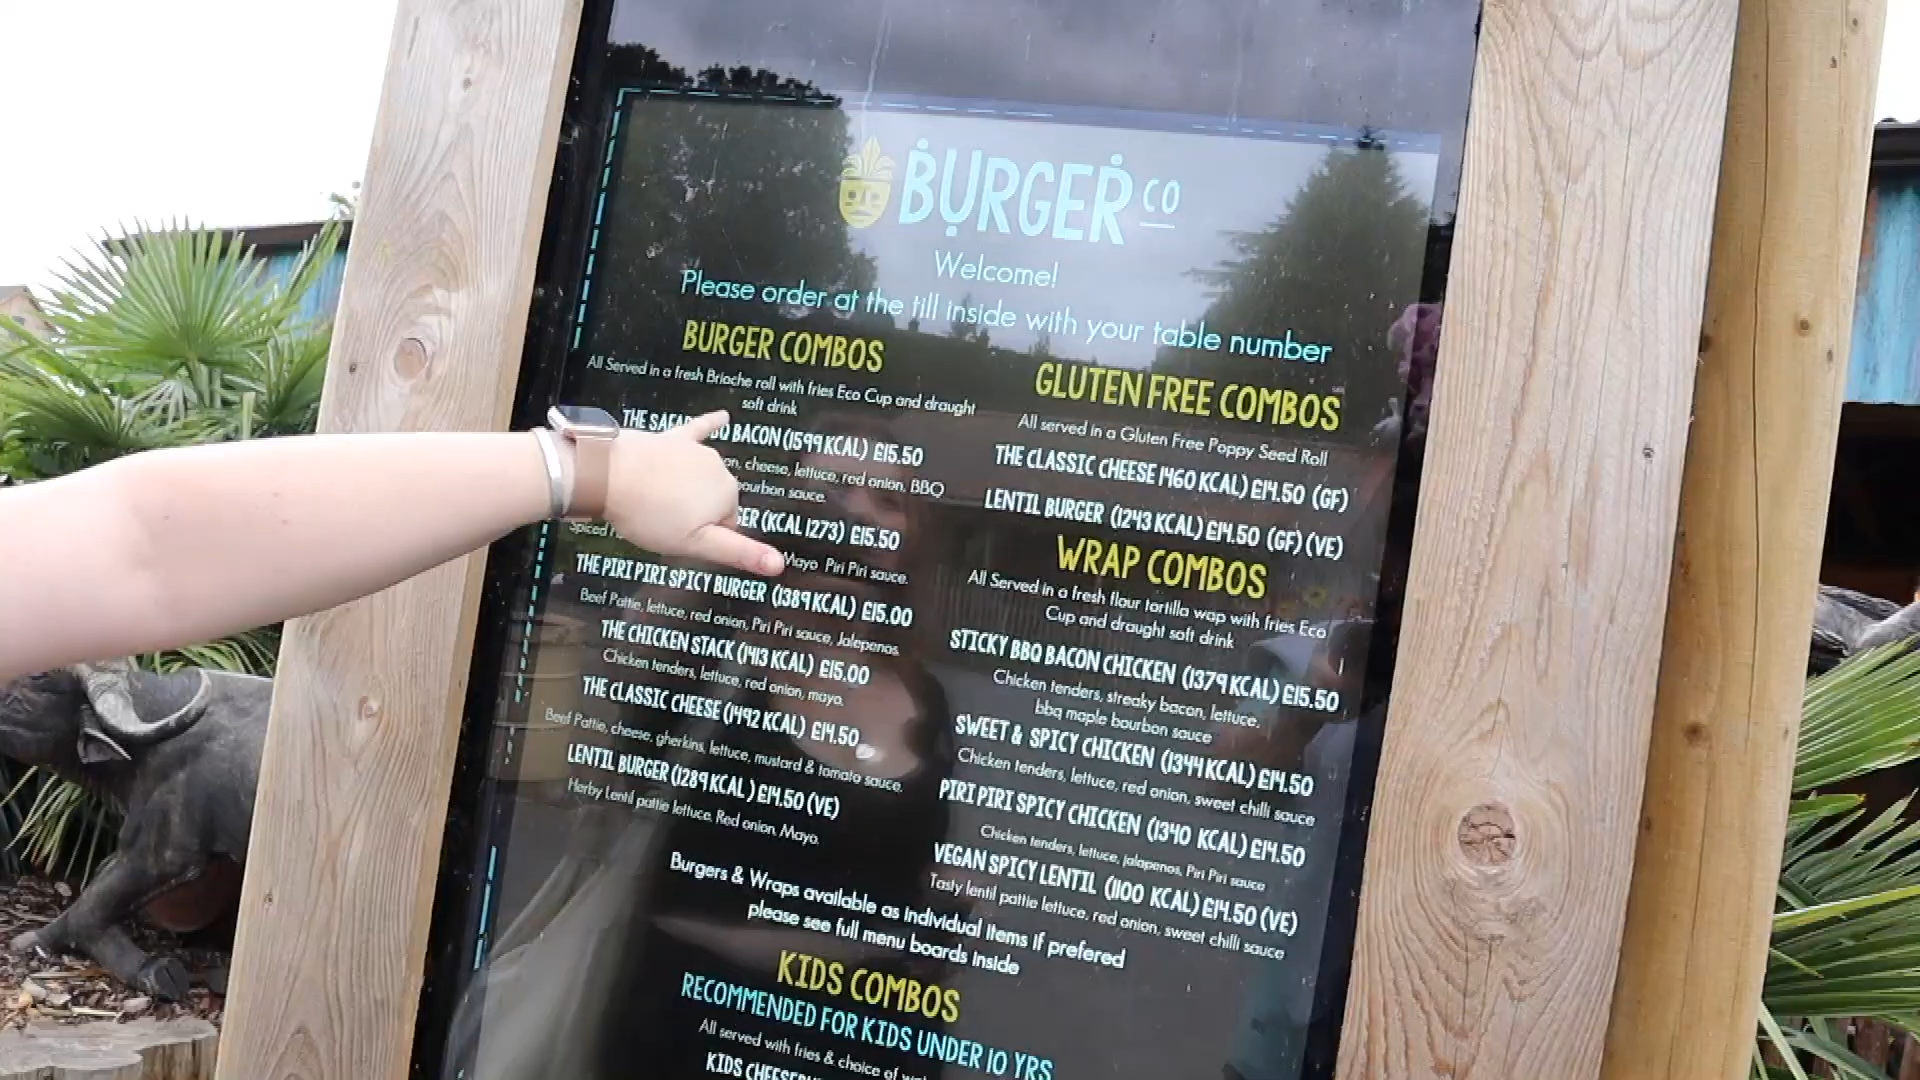 BURGER CO
Welcome!
Please order at the till inside with your table number
BURGER COMBOS
All Served in a fresh Brioche roll with fries Eco Cup and draught
soft drink
THE BACON (1599KCAL) £15.50
cheese, lettuce, red onion, BBQ
bourbon sauce.
(KCAL 1273) £15.50
Spiced Mayo Piri Piri sauce.
THE PIRI PIRI SPICY BURGER (1389KCAL) £15.00
Beef Pattie, lettuce, red onion, Piri Piri sauce, Jalepenos.
THE CHICKEN STACK (1413 KCAL) £15.00
Chicken tenders, lettuce, red onion, mayo.
THE CLASSIC CHEESE (1492 KCAL) £14.50
Beef Pattie, cheese, gherkins, lettuce, mustard & tomato sauce.
LENTIL BURGER (1289KCAL ) £14.50 (VE)
Herby Lentil pattie lettuce. Red onion. Mayo.
GLUTEN FREE COMBOS
All served in a Gluten Free Poppy Seed Roll
THE CLASSIC CHEESE 1460 KCAL) £14.50 (GF)
LENTIL BURGER (1243 KCAL) £14.50 (GF) (VE)
WRAP COMBOS
All Served in a fresh flour tortilla wap with fries Eco
Cup and draught soft drink
STICKY BBQ BACON CHICKEN (1379KCAL) £15.50
Chicken tenders, streaky bacon, lettuce.
bbq maple bourbon sauce
SWEET & SPICY CHICKEN (1344KCAL) £14.50
Chicken tenders, lettuce, red onion, sweet chilli sauce
PIRI PIRI SPICY CHICKEN (1340 KCAL) £14.50
Chicken tenders, lettuce, jalapenos, Piri Piri sauce
VEGAN SPICY LENTIL (1100 KCAL) £14.50 (VE)
Tasty lentil pattie lettuce, red onion, sweet chilli sauce
Burgers & Wraps available as individual items if prefered
please see full menu boards inside
KIDS COMBOS
RECOMMENDED FOR KIDS UNDER 10 YRS
All served with fries & choice of
KIDS